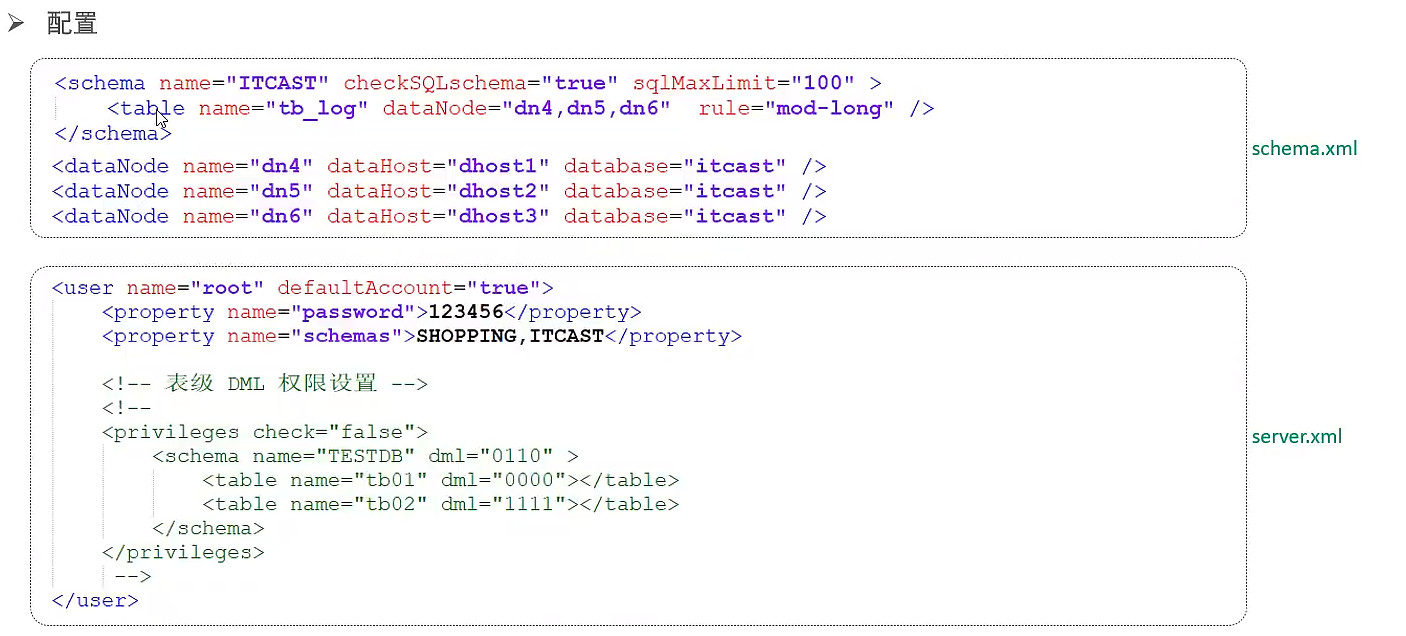 ➢ 配置
<schema name="ITCAST" checkSQLschema="true" sqlMaxLimit="100" >
<table name="tb_log" dataNode="dn4,dn5,dn6" rule="mod-long" />
</schema>
<dataNode name="dn4" dataHost="dhost1" database="itcast" />
<dataNode name="dn5" dataHost="dhost2" database="itcast" />
<dataNode name="dn6" dataHost="dhost3" database="itcast" />
schema.xml
<user name="root" defaultAccount="true">
<property name="password">123456</property>
<property name="schemas">SHOPPING,ITCAST</property>
<!-- 表级 DML 权限设置 -->
<!--
<privileges check="false">
<schema name="TESTDB" dml="0110" >
<table name="tb01" dml="0000"></table>
<table name="tb02" dml="1111"></table>
</schema>
</privileges>
-->
</user>
server.xml